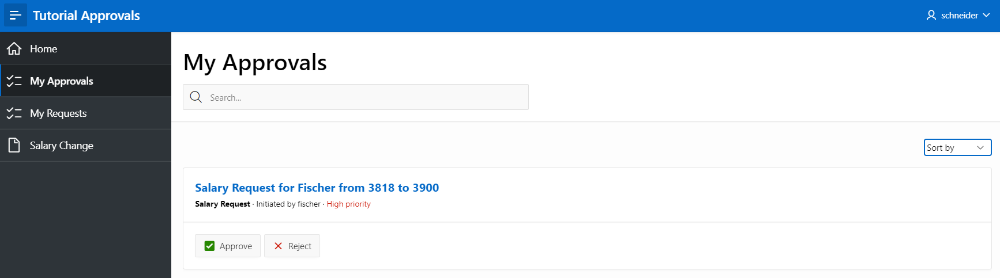 Tutorial Approvals
schneider
Home
My Approvals
My Requests
Salary Change
My Approvals
Search...
Sort by
Salary Request for Fischer from 3818 to 3900
Salary Request · Initiated by fischer · High priority
Approve
Reject